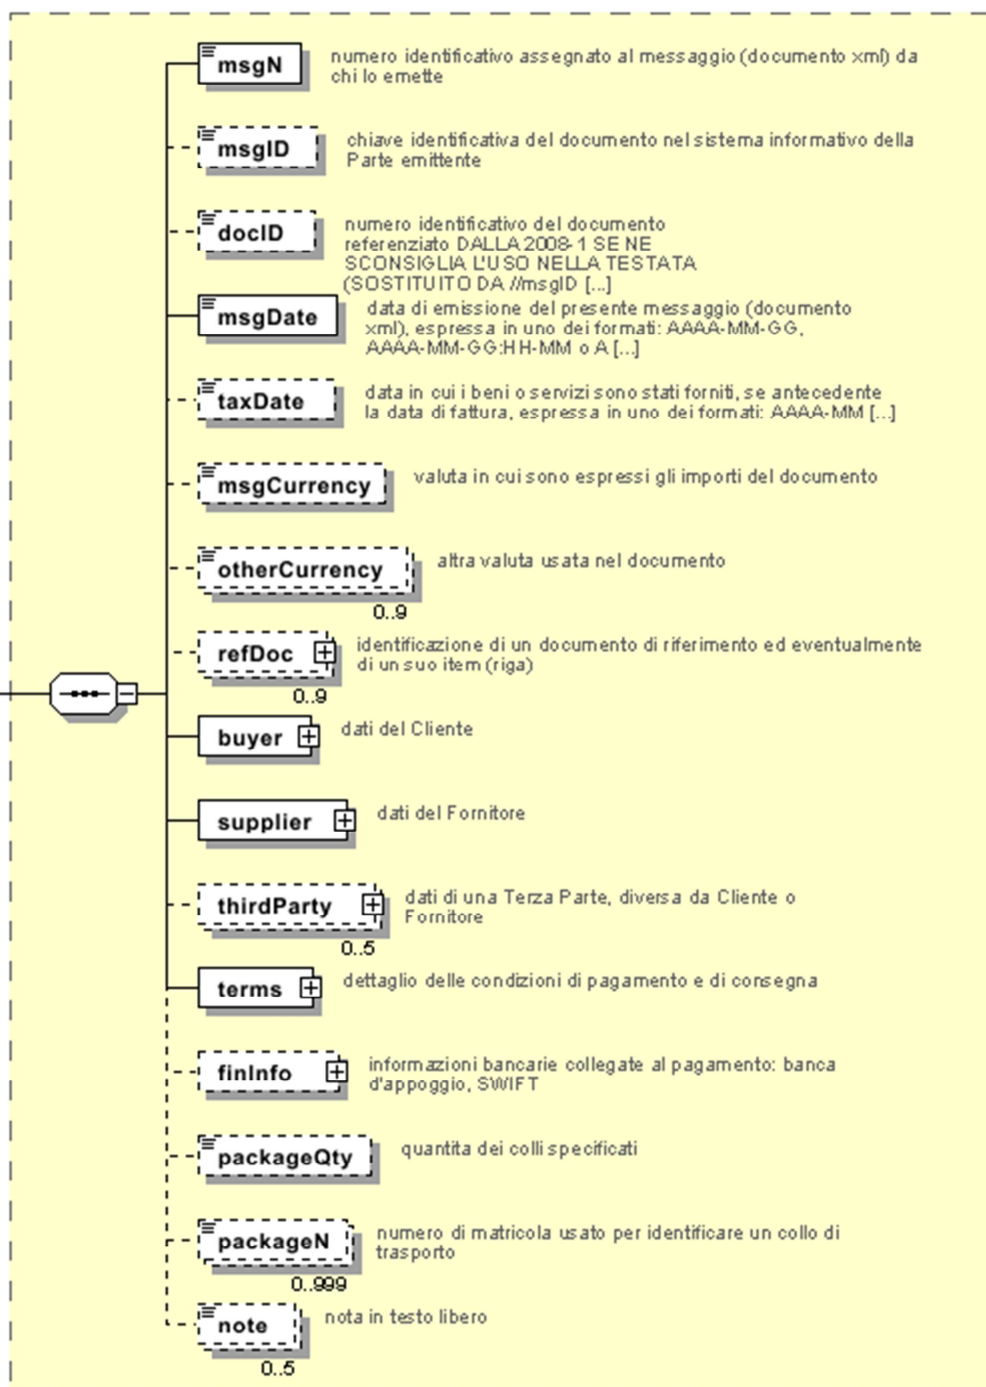 msgN
numero identificativo assegnato al messaggio (documento xml) da
chi lo emette
msgID
chiave identificativa del documento nel sistema informativo della
Parte emittente
docID
numero identificativo del documento
referenziato DALLA 2008-1 SE NE
SCONSIGLIA L'USO NELLA TESTATA
(SOSTITUITO DA //msgID [...]
msgDate
data di emissione del presente messaggio (documento
xml), espressa in uno dei formati: AAAA-MM-GG,
AAAA-MM-GG:HH-MM o A [...]
taxDate
data in cui i beni o servizi sono stati forniti, se antecedente
la data di fattura, espressa in uno dei formati: AAAA-MM [...]
msgCurrency
valuta in cui sono espressi gli importi del documento
otherCurrency
altra valuta usata nel documento
0..9
refDoc
identificazione di un documento di riferimento ed eventualmente
di un suo item (riga)
0..9
buyer
dati del Cliente
supplier
dati del Fornitore
thirdParty
dati di una Terza Parte, diversa da Cliente o
Fornitore
0..5
terms
dettaglio delle condizioni di pagamento e di consegna
finInfo
informazioni bancarie collegate al pagamento: banca
d'appoggio, SWIFT
packageQty
quantita dei colli specificati
packageN
numero di matricola usato per identificare un collo di
trasporto
0..999
note
nota in testo libero
0..5